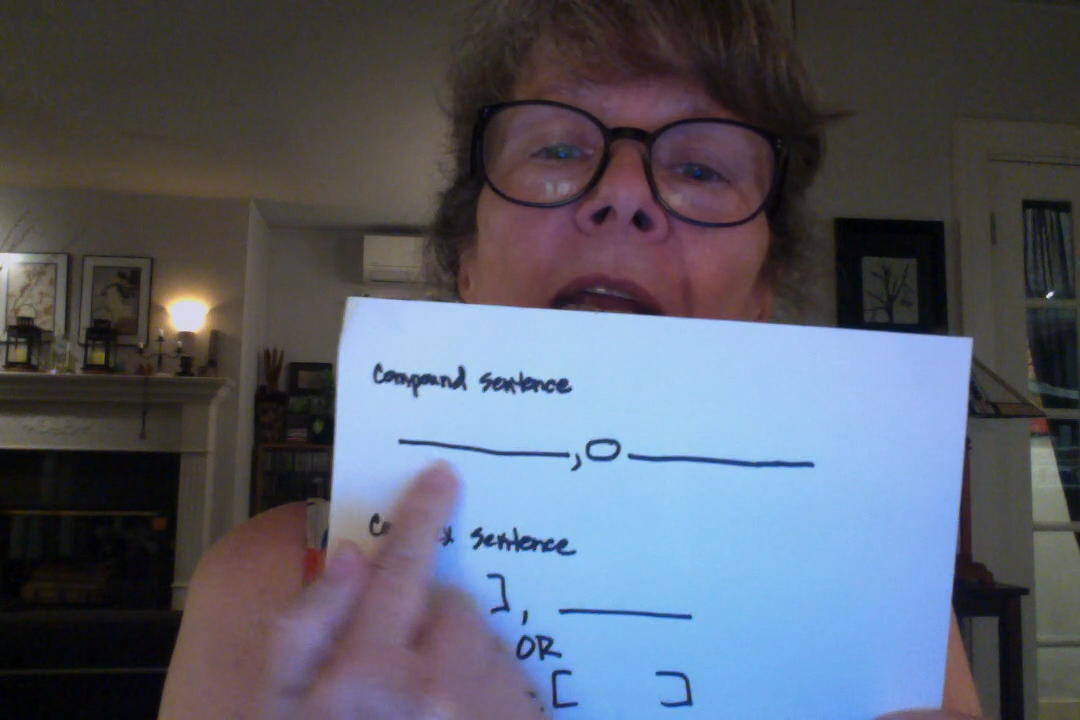 Compound sentence
,
sentence
] ,
OR
[ ]